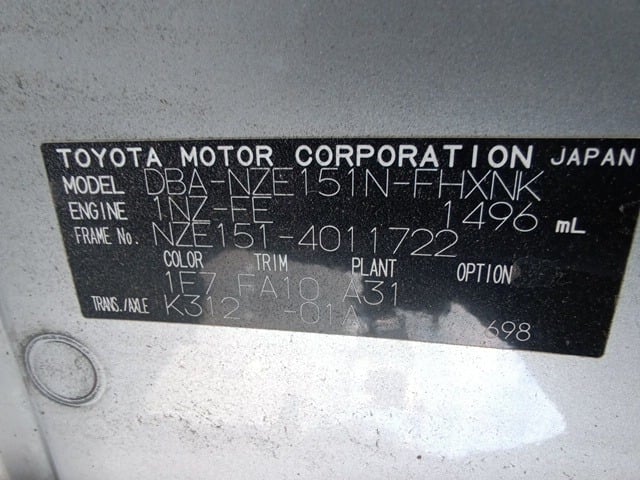 TOYOTA MOTOR CORPORATION JAPAN
MODEL DBA-NZE151N-FHXNK
ENGINE 1NZ-FE 1496 mL
FRAME No. NZE151-4011722
COLOR TRIM PLANT OPTION
1F7 FA10 A31
TRANS./AXLE K312 -01A
698